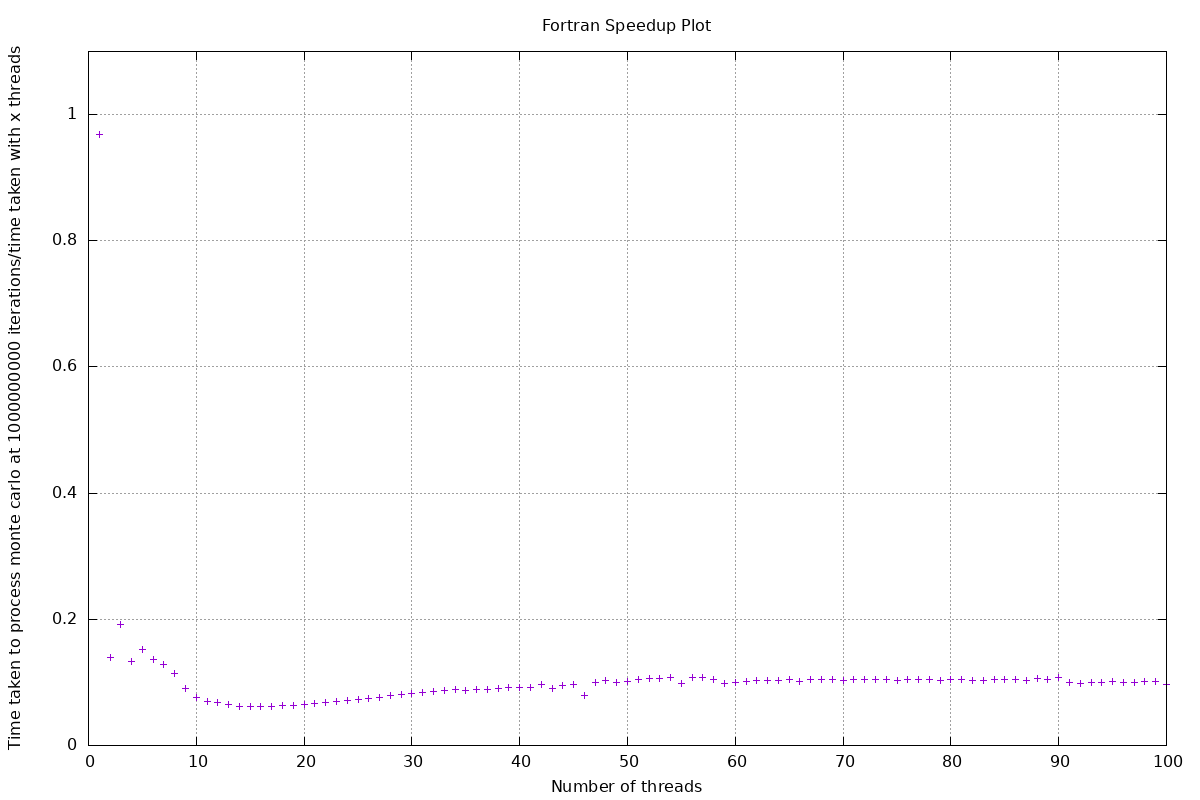 Fortran Speedup Plot
Time taken to process monte carlo at 1000000000 iterations/time taken with x threads
1
0.8
0.6
0.4
0.2
0
0 10 20 30 40 50 60 70 80 90 100
Number of threads